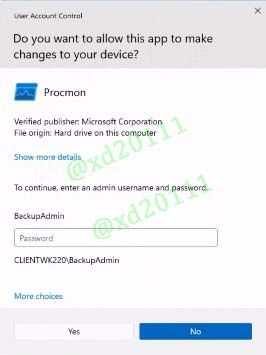 User Account Control
Do you want to allow this app to make
changes to your device?
Procmon
Verified publisher: Microsoft Corporation
File origin: Hard drive on this computer
Show more details
@xd20111
To continue, enter an admin username and password.
@xd20111
BackupAdmin
Password
CLIENTWK220\BackupAdmin
More choices
Yes
No